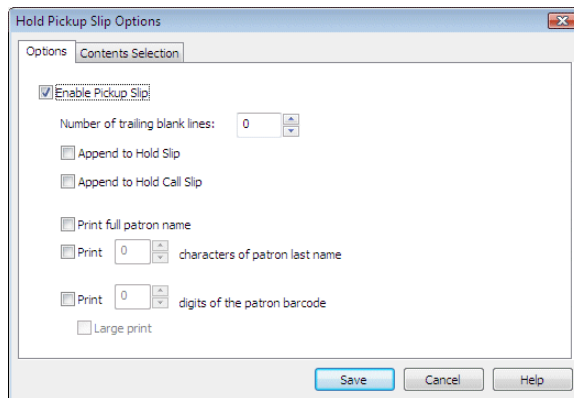 Hold Pickup Slip Options
Options Contents Selection
Enable Pickup Slip
Number of trailing blank lines: 0
Append to Hold Slip
Append to Hold Call Slip
Print full patron name
Print 0 characters of patron last name
Print 0 digits of the patron barcode
Large print
Save Cancel Help